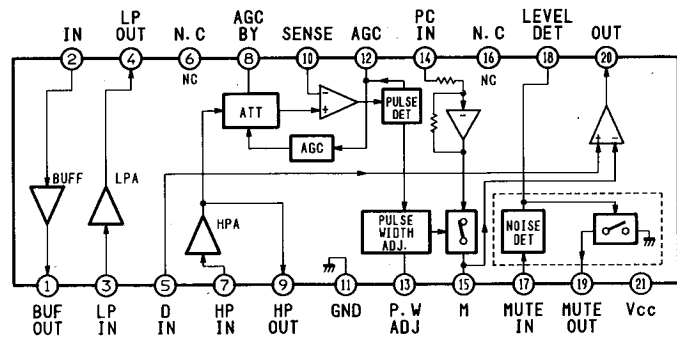 IN
LP OUT
N.C
AGC BY
SENSE
AGC
PC IN
N.C
LEVEL DET
OUT
2
4
6
8
10
12
14
16
18
20
NC
NC
ATT
-
+
PULSE DET
-
+
-
AGC
BUFF
LPA
HPA
PULSE WIDTH ADJ.
NOISE DET
1
3
5
7
9
11
13
15
17
19
21
BUF OUT
LP IN
D IN
HP IN
HP OUT
GND
P.W ADJ
M
MUTE IN
MUTE OUT
Vcc